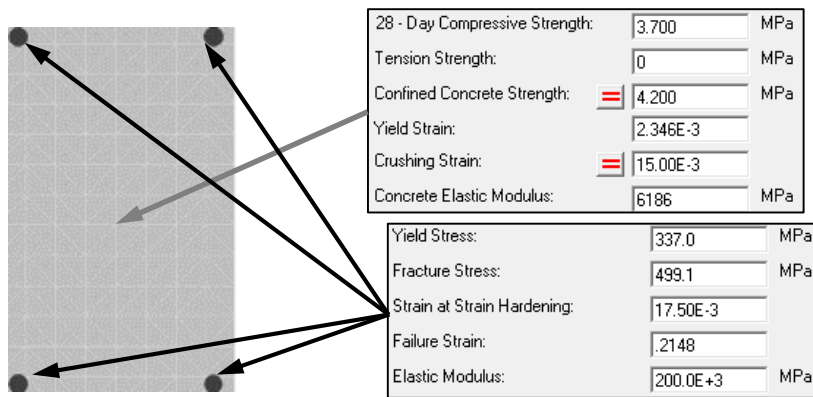 28 - Day Compressive Strength: 3.700 MPa
Tension Strength: 0 MPa
Confined Concrete Strength: = 4.200 MPa
Yield Strain: 2.346E-3
Crushing Strain: = 15.00E-3
Concrete Elastic Modulus: 6186 MPa
Yield Stress: 337.0 MPa
Fracture Stress: 499.1 MPa
Strain at Strain Hardening: 17.50E-3
Failure Strain: .2148
Elastic Modulus: 200.0E+3 MPa